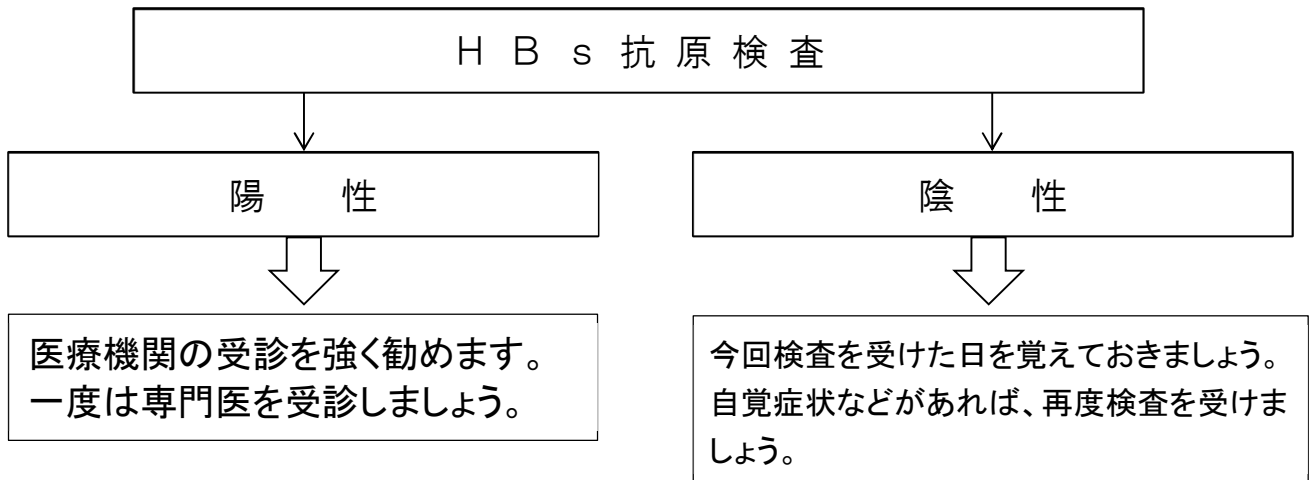 ＨＢｓ抗原検査
陽　性
陰　性
医療機関の受診を強く勧めます。
一度は専門医を受診しましょう。
今回検査を受けた日を覚えておきましょう。
自覚症状などがあれば、再度検査を受けま
しょう。